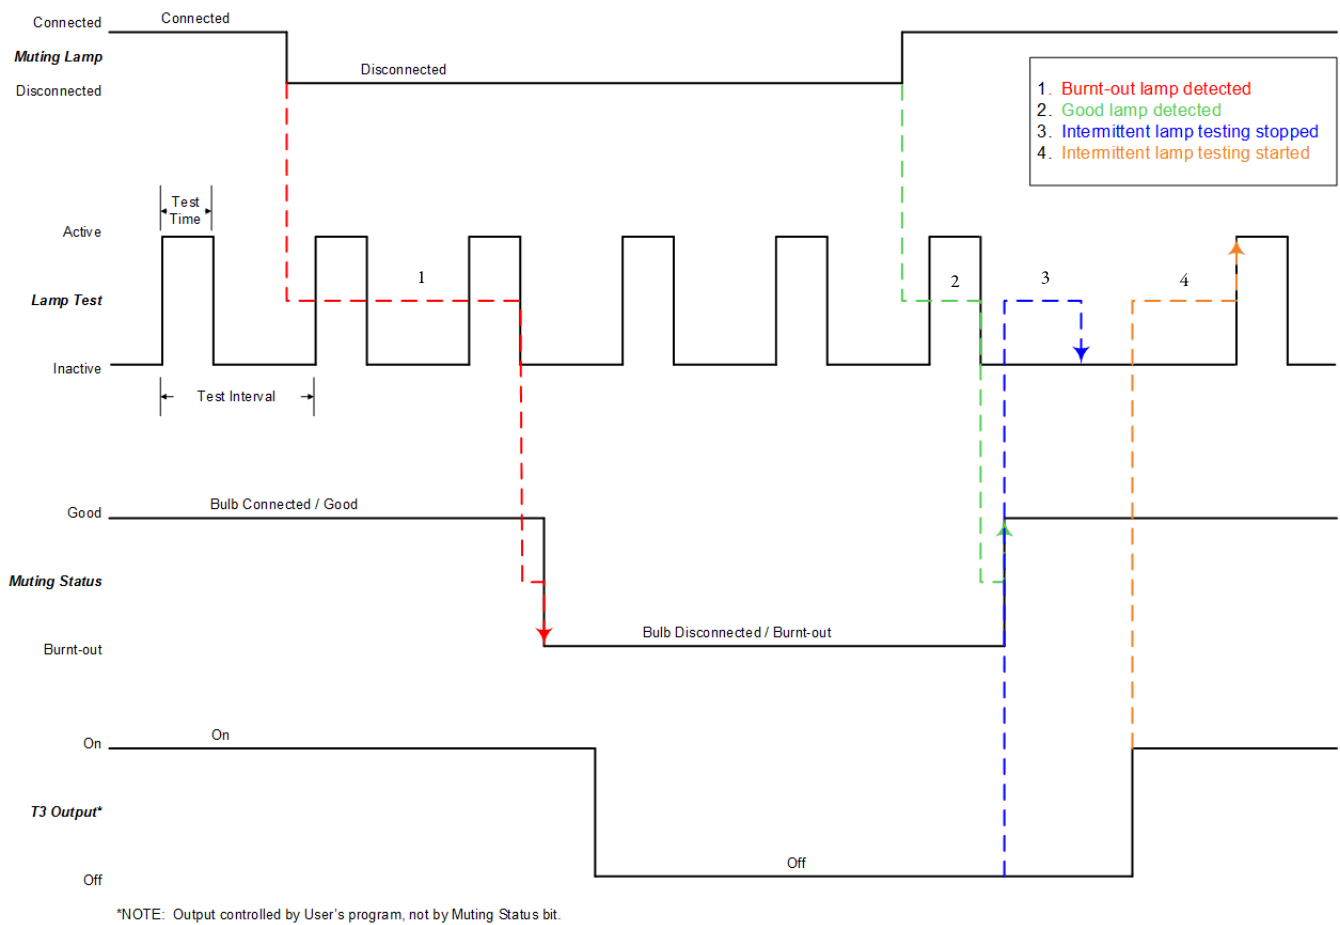 Connected
Connected
Muting Lamp
Disconnected
Disconnected
1. Burnt-out lamp detected
2. Good lamp detected
3. Intermittent lamp testing stopped
4. Intermittent lamp testing started
Test
Time
Active
1
2
3
4
Lamp Test
Inactive
Test Interval
Bulb Connected / Good
Good
Muting Status
Bulb Disconnected / Burnt-out
Burnt-out
On
On
T3 Output*
Off
Off
*NOTE: Output controlled by User's program, not by Muting Status bit.